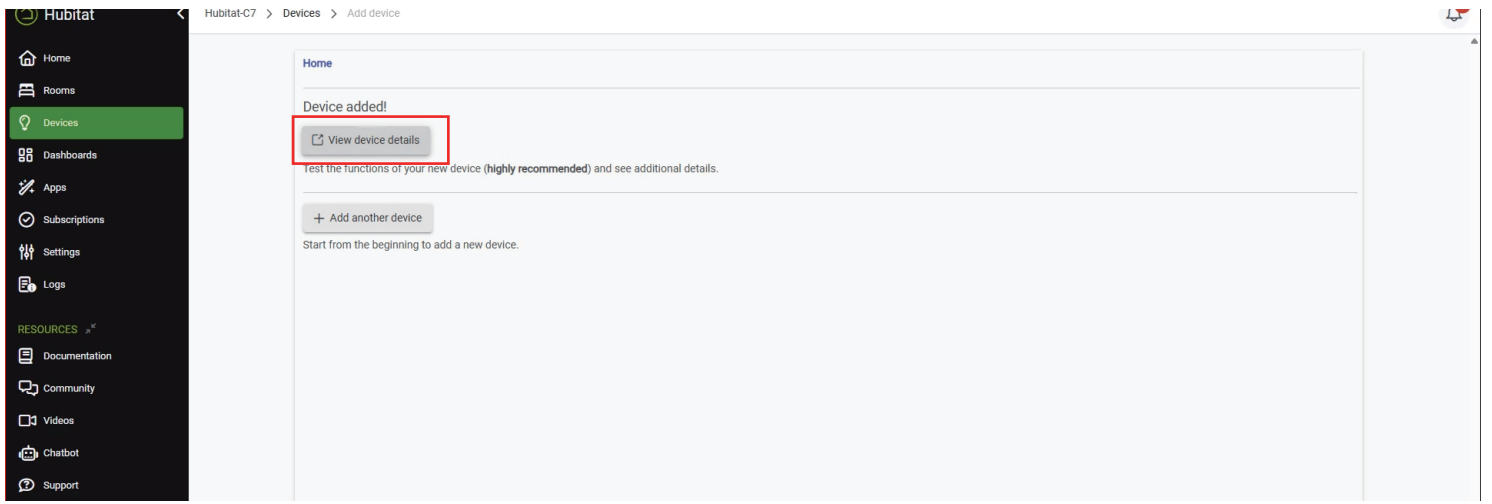 Hubitat
Hubitat-C7 > Devices > Add device
Home
Rooms
Devices
Dashboards
Apps
Subscriptions
Settings
Logs
RESOURCES
Documentation
Community
Videos
Chatbot
Support
Home
Device added!
View device details
Test the functions of your new device (highly recommended) and see additional details.
+ Add another device
Start from the beginning to add a new device.